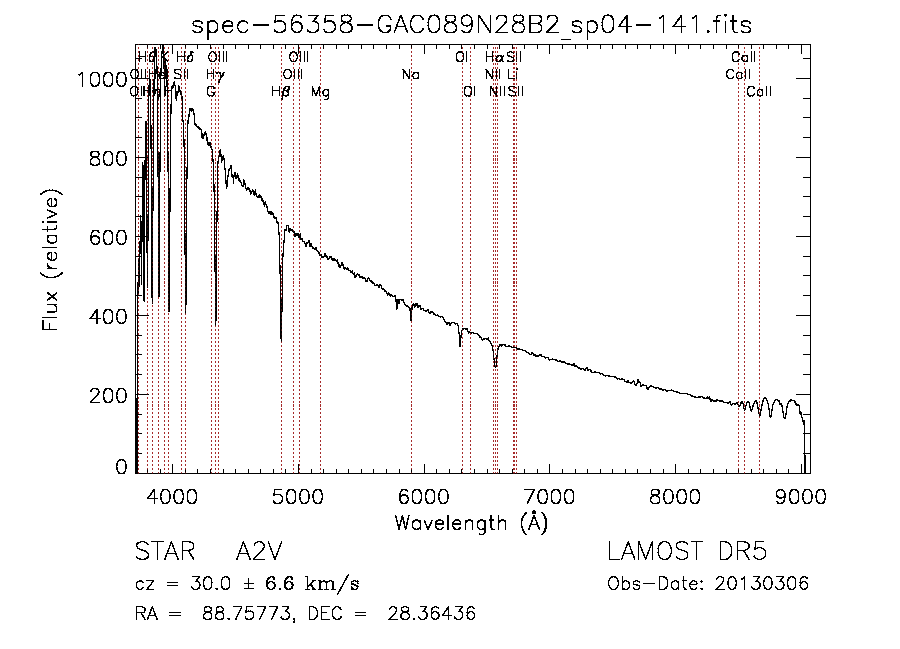 spec-56358-GAC089N28B2_sp04-141.fits
Hδ OIII OIII OI Hα SII CaII
SII Hγ OIII Na NII Li CaII
G Hβ Mg OI NII SII CaII
1000
800
600
400
200
0
Flux (relative)
4000 5000 6000 7000 8000 9000
Wavelength (Å)
STAR A2V LAMOST DR5
cz = 30.0 ± 6.6 km/s Obs-Date: 20130306
RA = 88.75773, DEC = 28.36436